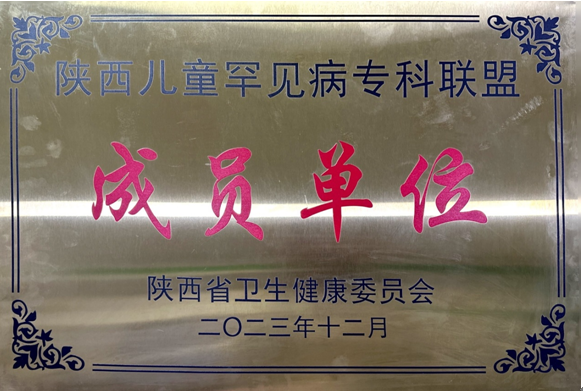 陕西儿童罕见病专科联盟
成员单位
陕西省卫生健康委员会
二〇二三年十二月